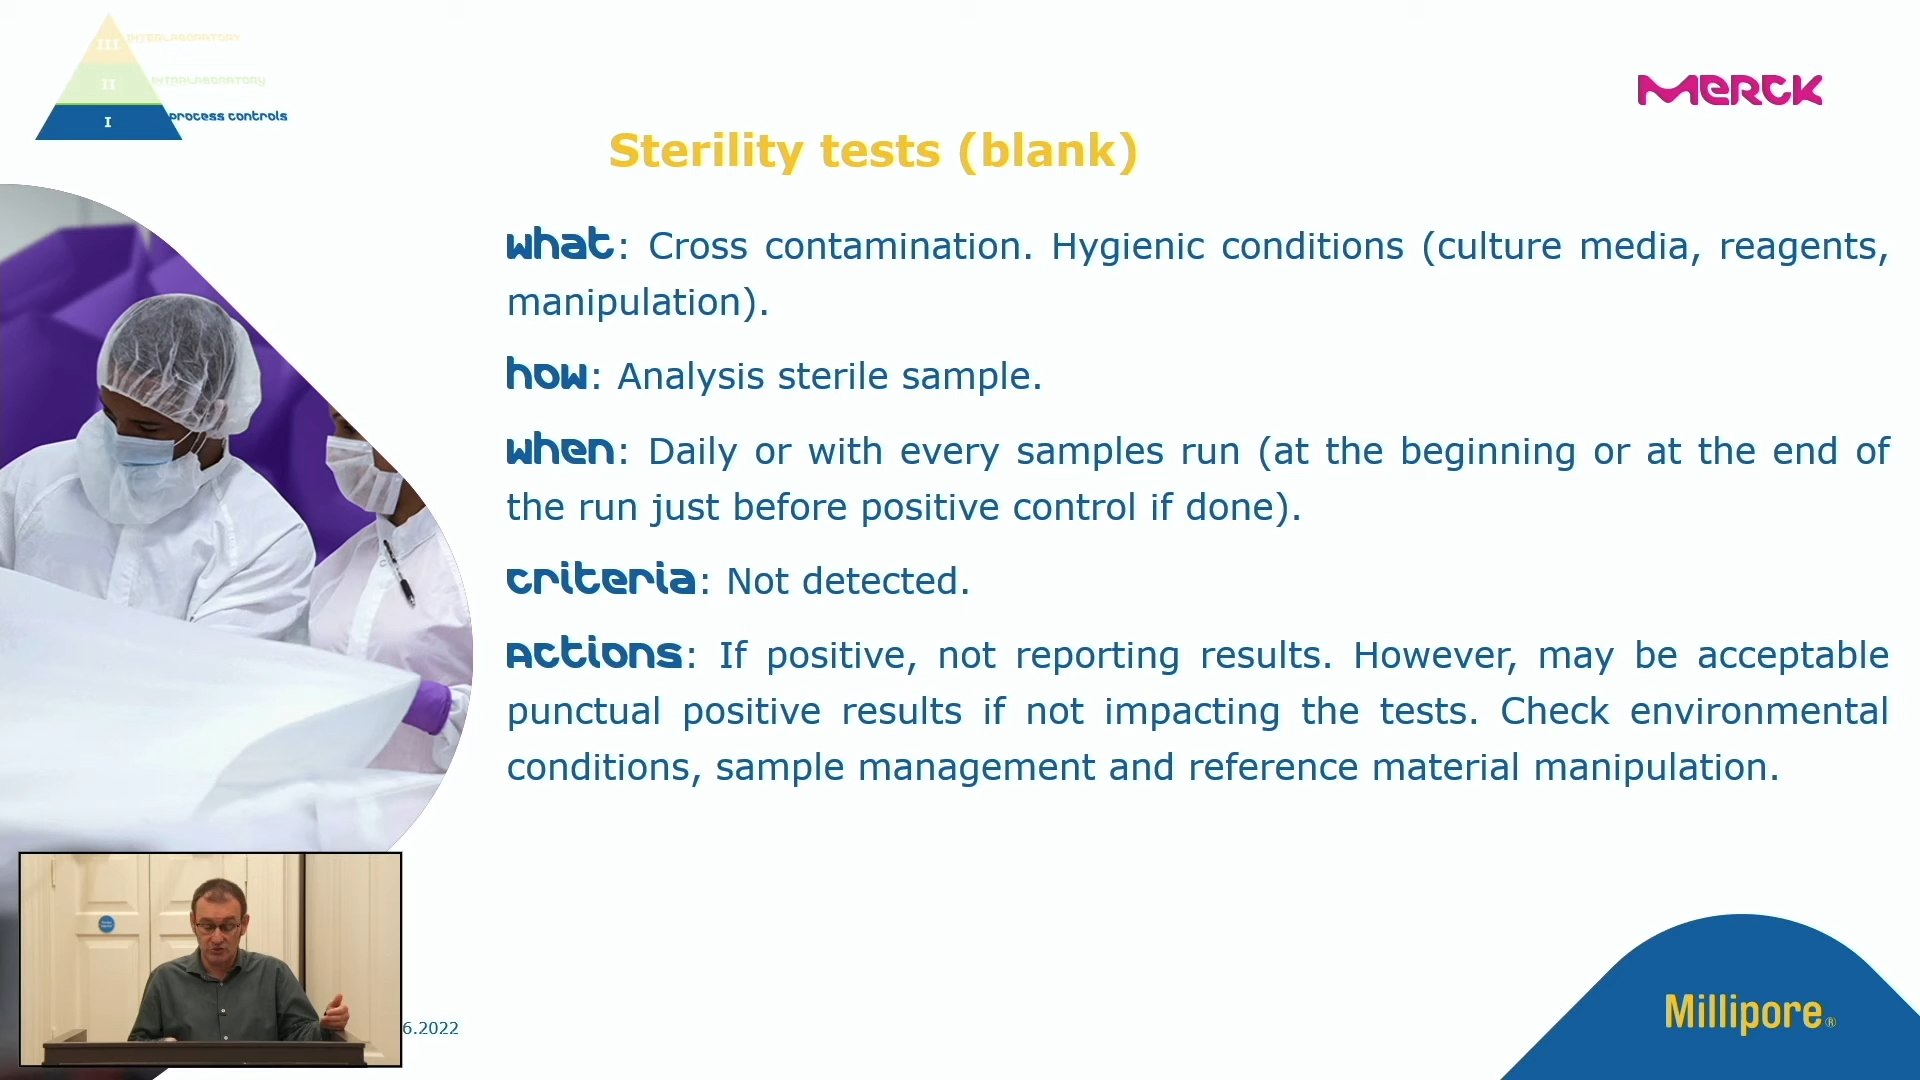 III INTERLABORATORY
II INTRALABORATORY
I process controls
MERCK
Sterility tests (blank)
what: Cross contamination. Hygienic conditions (culture media, reagents,
manipulation).
how: Analysis sterile sample.
when: Daily or with every samples run (at the beginning or at the end of
the run just before positive control if done).
criteria: Not detected.
Actions: If positive, not reporting results. However, may be acceptable
punctual positive results if not impacting the tests. Check environmental
conditions, sample management and reference material manipulation.
6.2022
Millipore®